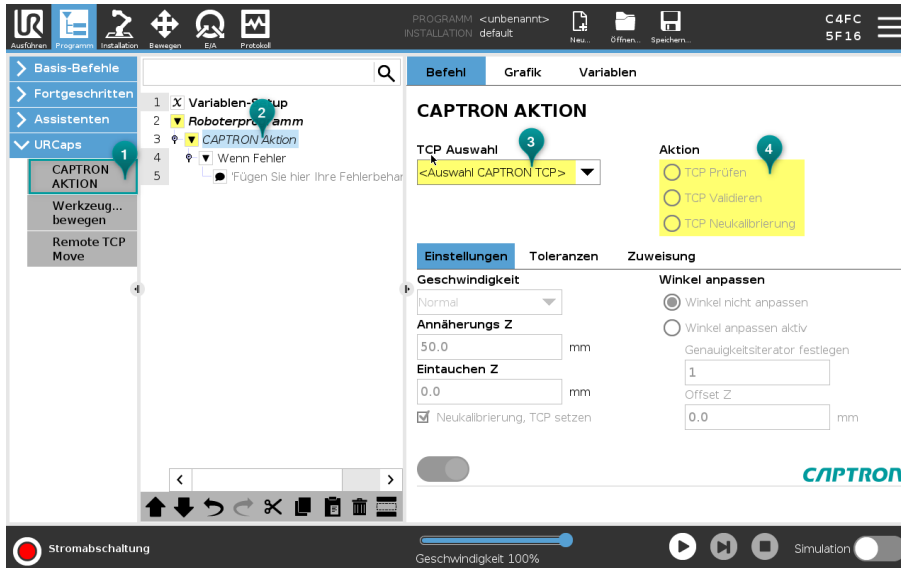 PROGRAMM <unbenannt>
INSTALLATION default
C4FC
5F16
Ausführen Programm Installation Bewegen E/A Protokoll
Neu... Öffnen... Speichern...
Basis-Befehle
Fortgeschritten
Assistenten
URCaps
1
CAPTRON
AKTION
Werkzeug...
bewegen
Remote TCP
Move
1 X Variablen-Setup
2
2 Roboterprogramm
3 CAPTRON Aktion
4 Wenn Fehler
5 'Fügen Sie hier Ihre Fehlerbehar
Befehl Grafik Variablen
CAPTRON AKTION
TCP Auswahl
3
<Auswahl CAPTRON TCP>
Aktion
4
TCP Prüfen
TCP Validieren
TCP Neukalibrierung
Einstellungen Toleranzen Zuweisung
Geschwindigkeit
Normal
Annäherungs Z
50.0 mm
Eintauchen Z
0.0 mm
Neukalibrierung, TCP setzen
Winkel anpassen
Winkel nicht anpassen
Winkel anpassen aktiv
Genauigkeitsiterator festlegen
1
Offset Z
0.0 mm
CAPTRON
Stromabschaltung
Geschwindigkeit 100%
Simulation